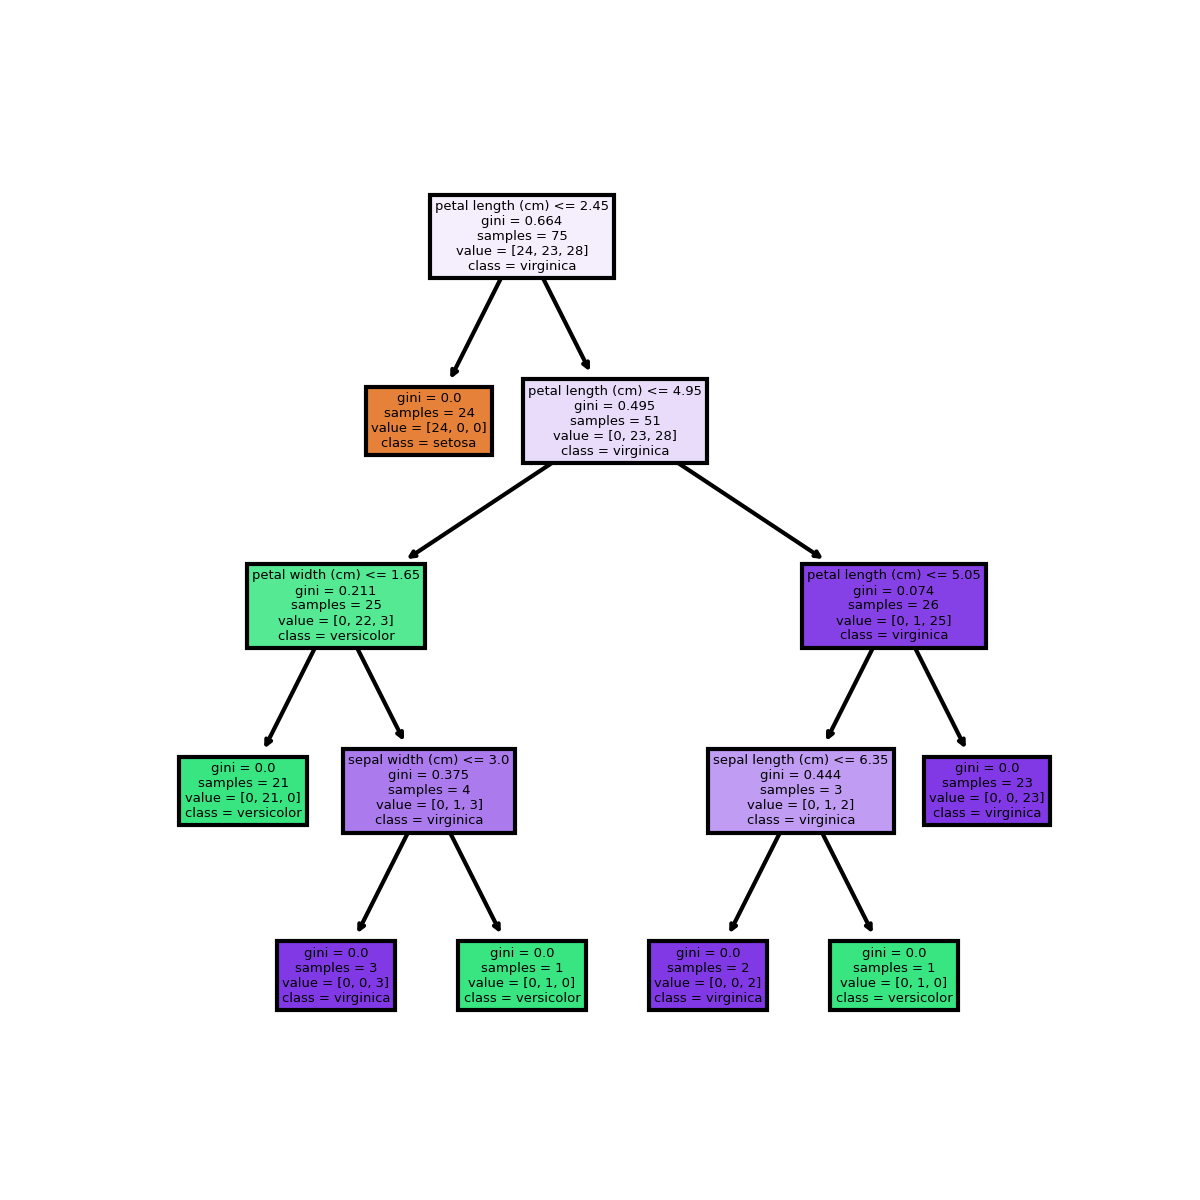 petal length (cm) <= 2.45
gini = 0.664
samples = 75
value = [24, 23, 28]
class = virginica
gini = 0.0
samples = 24
value = [24, 0, 0]
class = setosa
petal length (cm) <= 4.95
gini = 0.495
samples = 51
value = [0, 23, 28]
class = virginica
petal width (cm) <= 1.65
gini = 0.211
samples = 25
value = [0, 22, 3]
class = versicolor
petal length (cm) <= 5.05
gini = 0.074
samples = 26
value = [0, 1, 25]
class = virginica
gini = 0.0
samples = 21
value = [0, 21, 0]
class = versicolor
sepal width (cm) <= 3.0
gini = 0.375
samples = 4
value = [0, 1, 3]
class = virginica
sepal length (cm) <= 6.35
gini = 0.444
samples = 3
value = [0, 1, 2]
class = virginica
gini = 0.0
samples = 23
value = [0, 0, 23]
class = virginica
gini = 0.0
samples = 3
value = [0, 0, 3]
class = virginica
gini = 0.0
samples = 1
value = [0, 1, 0]
class = versicolor
gini = 0.0
samples = 2
value = [0, 0, 2]
class = virginica
gini = 0.0
samples = 1
value = [0, 1, 0]
class = versicolor